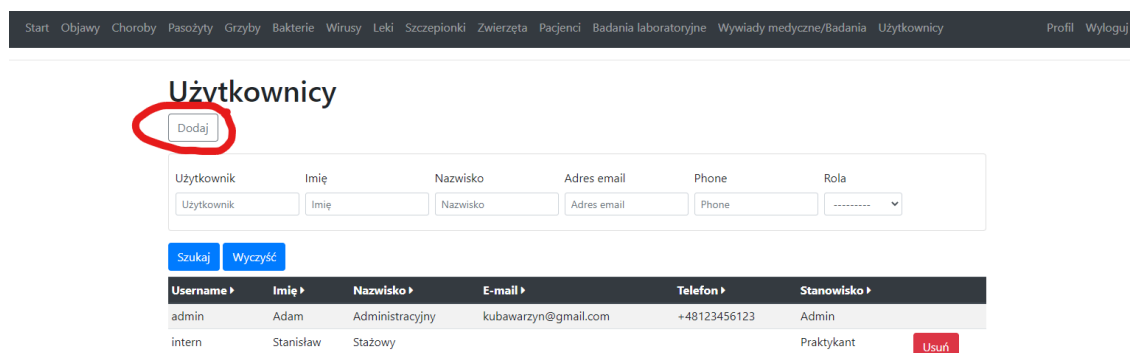 Start Objawy Choroby Pasożyty Grzyby Bakterie Wirusy Leki Szczepionki Zwierzęta Pacjenci Badania laboratoryjne Wywiady medyczne/Badania Użytkownicy Profil Wyloguj
Użytkownicy
Dodaj
Użytkownik Imię Nazwisko Adres email Phone Rola
Użytkownik Imię Nazwisko Adres email Phone ---------
Szukaj Wyczyść
Username Imię Nazwisko E-mail Telefon Stanowisko
admin Adam Administracyjny kubawarzyn@gmail.com +48123456123 Admin
intern Stanisław Stażowy Praktykant Usuń